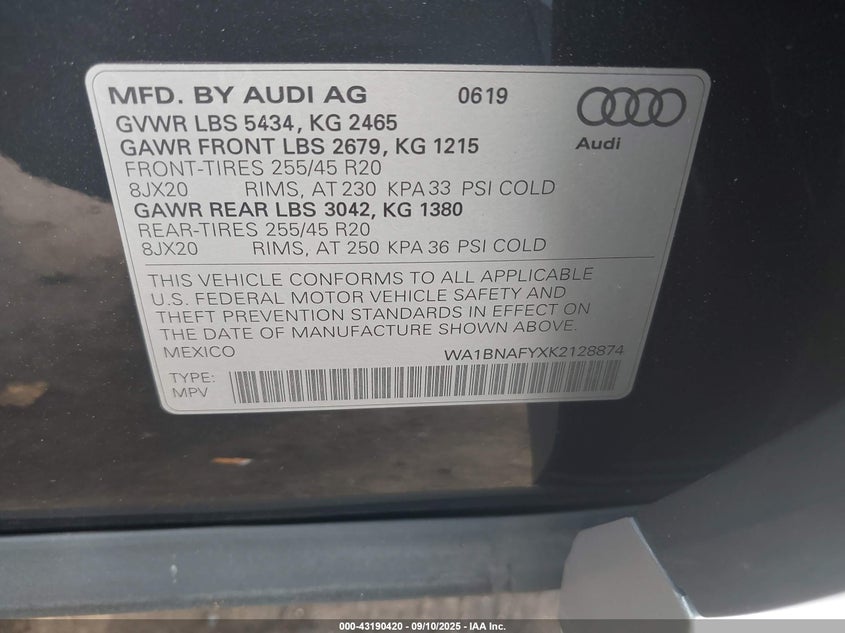 MFD. BY AUDI AG 0619
GVWR LBS 5434, KG 2465
GAWR FRONT LBS 2679, KG 1215
Audi
FRONT-TIRES 255/45 R20
8JX20 RIMS, AT 230 KPA 33 PSI COLD
GAWR REAR LBS 3042, KG 1380
REAR-TIRES 255/45 R20
8JX20 RIMS, AT 250 KPA 36 PSI COLD
THIS VEHICLE CONFORMS TO ALL APPLICABLE
U.S. FEDERAL MOTOR VEHICLE SAFETY AND
THEFT PREVENTION STANDARDS IN EFFECT ON
THE DATE OF MANUFACTURE SHOWN ABOVE.
MEXICO WA1BNAFYXK2128874
TYPE:
MPV
000-43190420 - 09/10/2025 - IAA Inc.